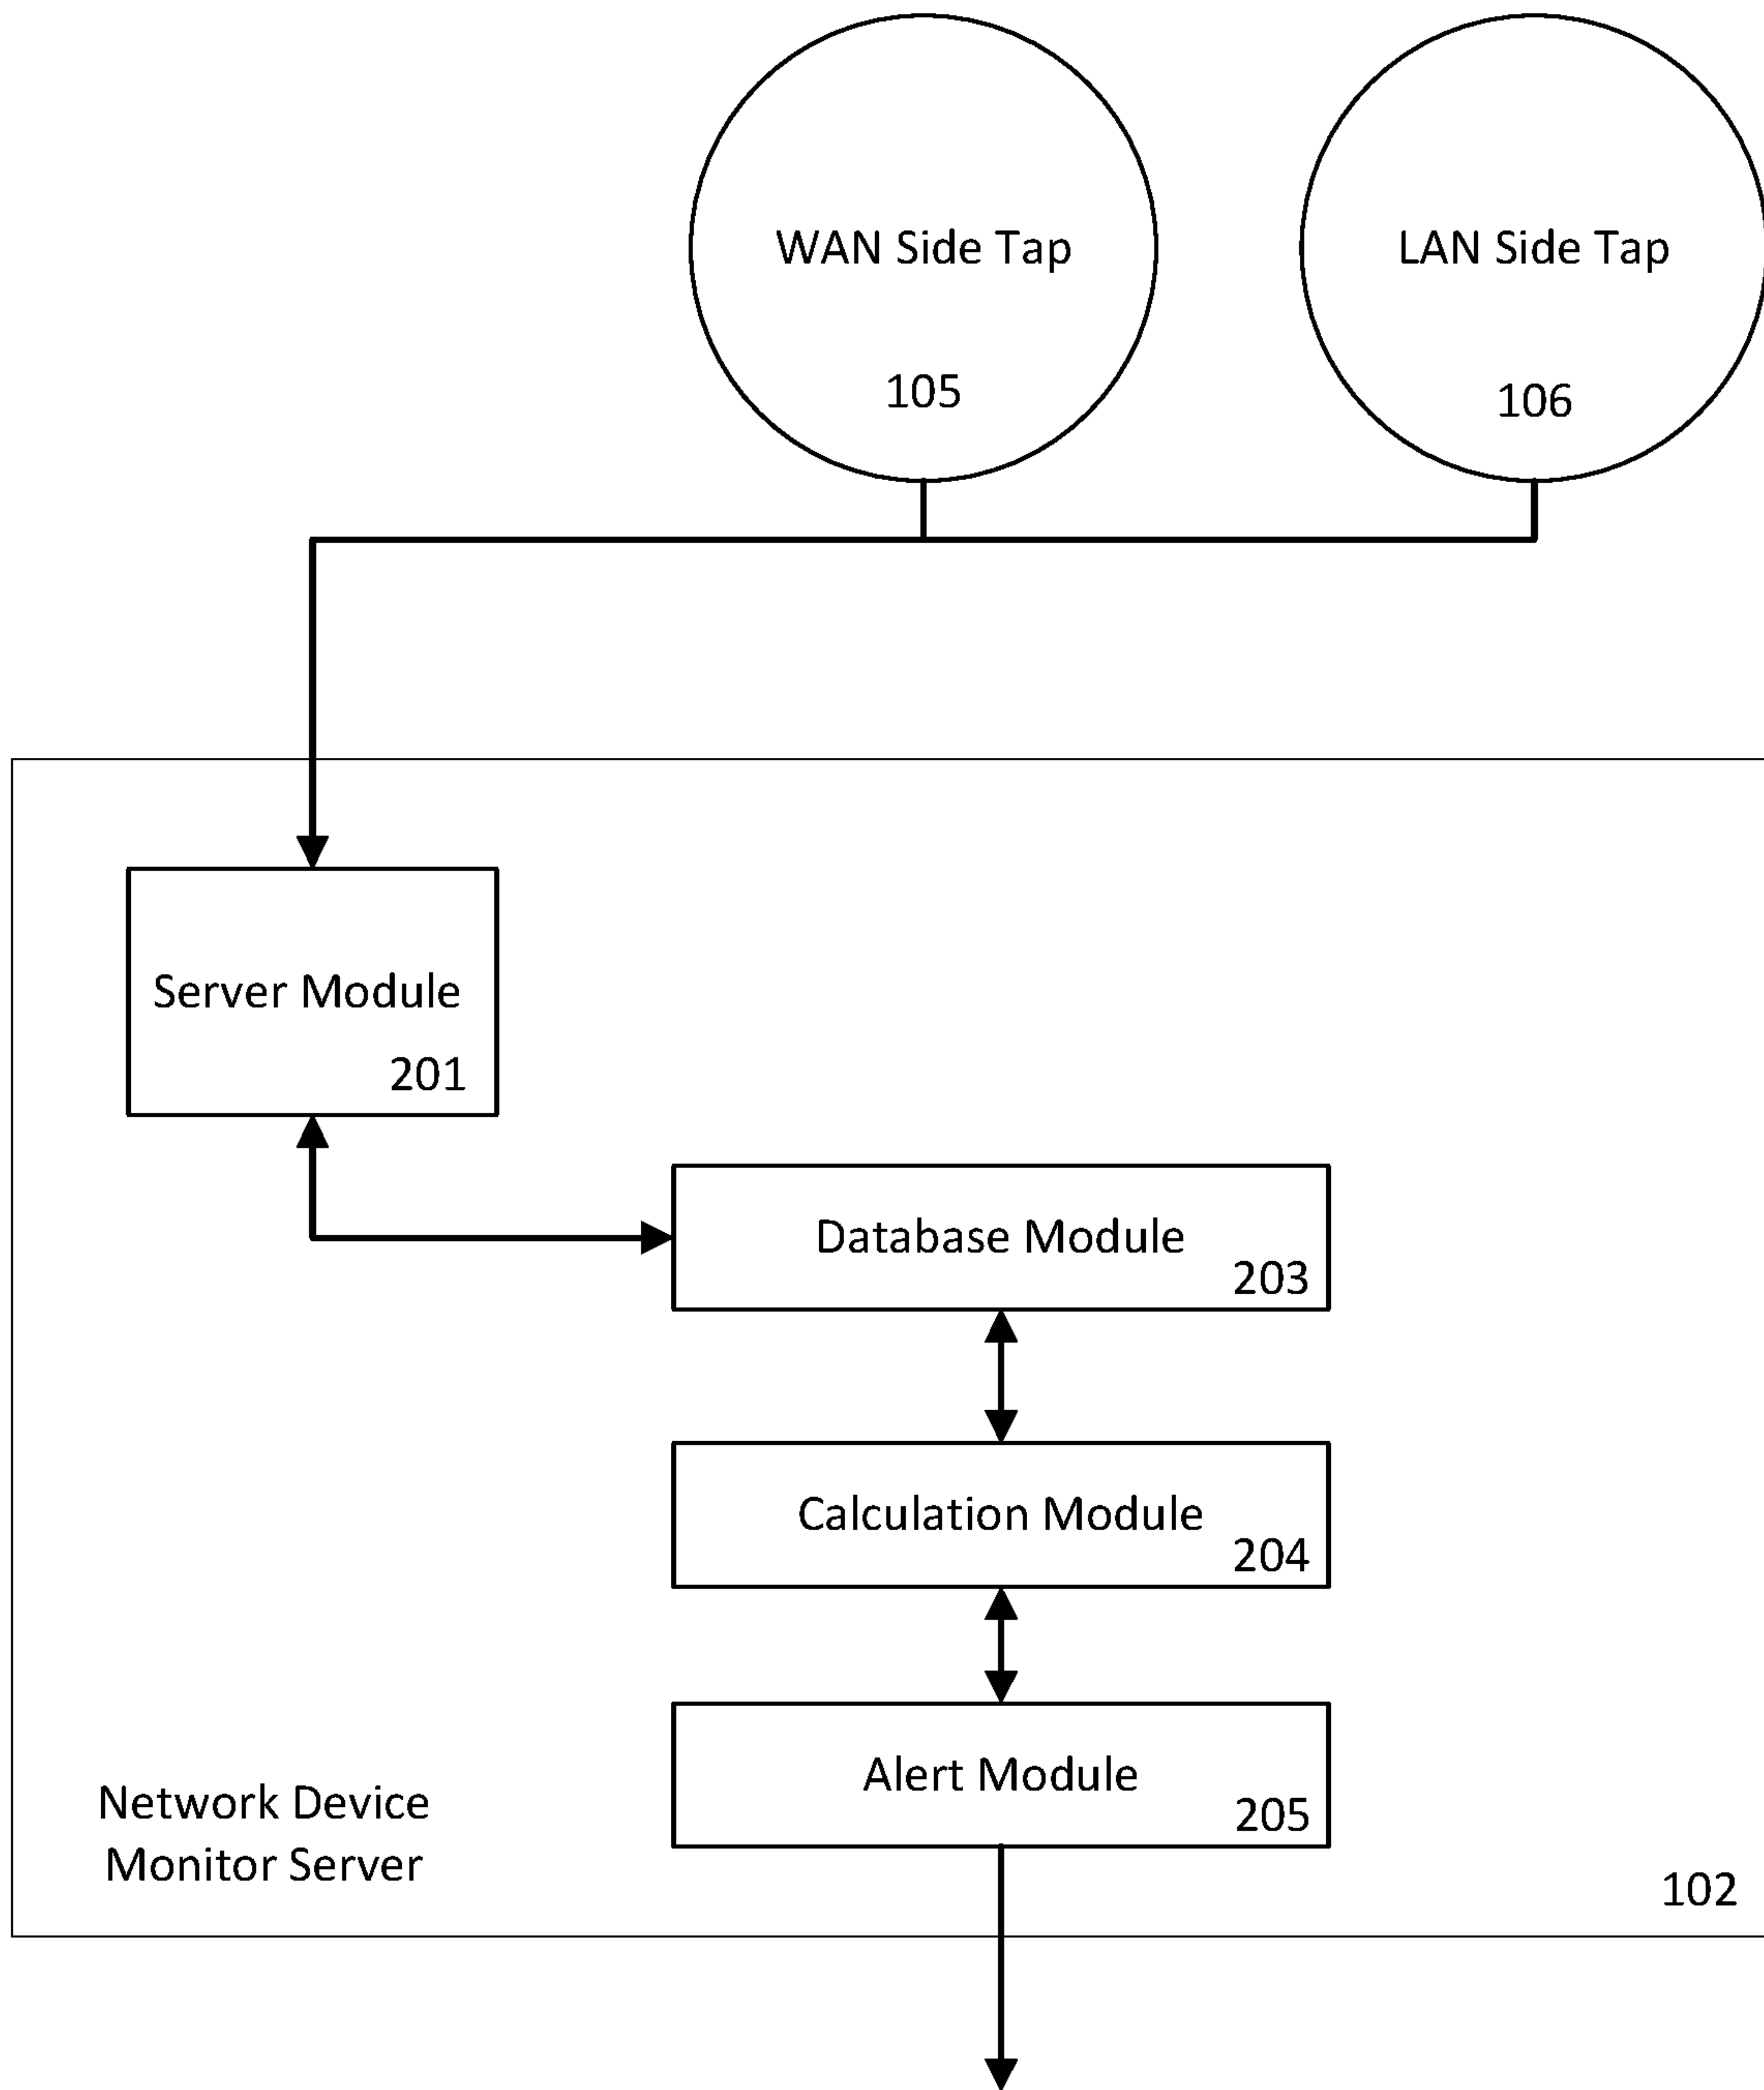 WAN Side Tap
105
LAN Side Tap
106
Server Module
201
Database Module
203
Calculation Module
204
Alert Module
205
Network Device
Monitor Server
102